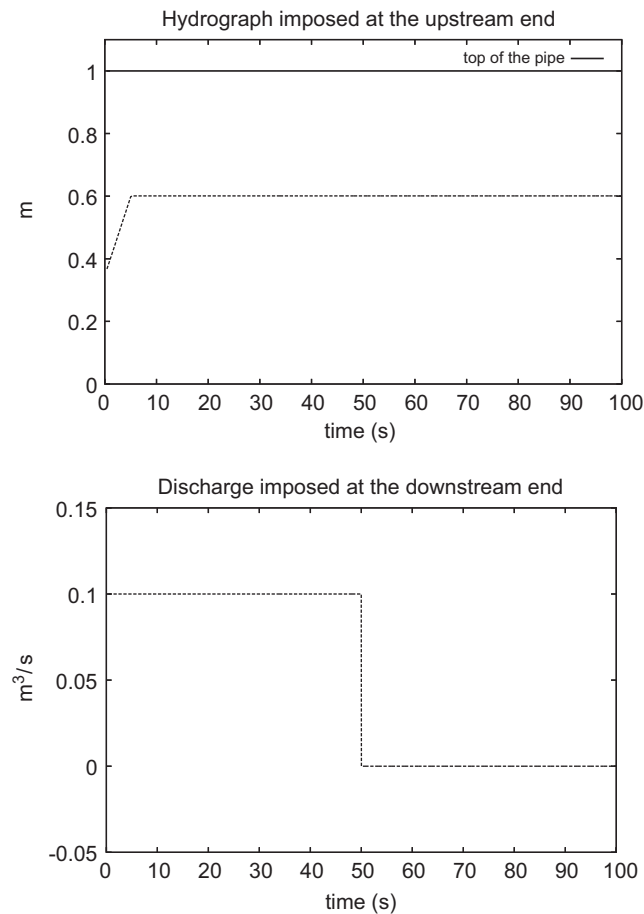 Hydrograph imposed at the upstream end
top of the pipe
1
0.8
0.6
0.4
0.2
0
m
0 10 20 30 40 50 60 70 80 90 100
time (s)
Discharge imposed at the downstream end
0.15
0.1
0.05
0
-0.05
m³/s
0 10 20 30 40 50 60 70 80 90 100
time (s)